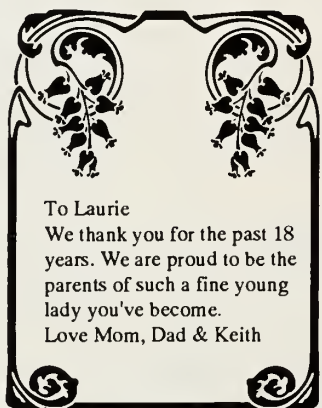 To Laurie
We thank you for the past 18
years. We are proud to be the
parents of such a fine young
lady you've become.
Love Mom, Dad & Keith